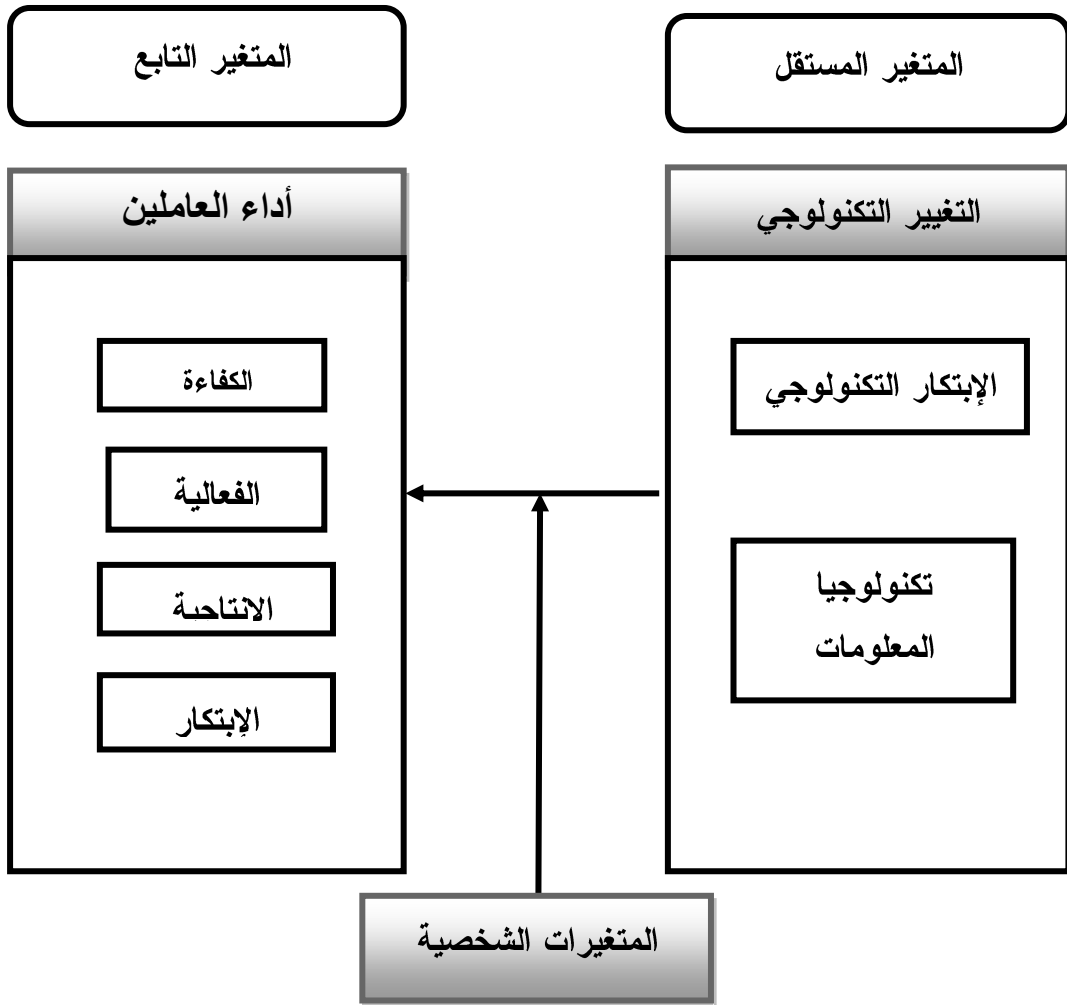 المتغير المستقل
المتغير التابع
التغيير التكنولوجي
أداء العاملين
الإبتكار التكنولوجي
تكنولوجيا
المعلومات
الكفاءة
الفعالية
الانتاجية
الإبتكار
المتغيرات الشخصية